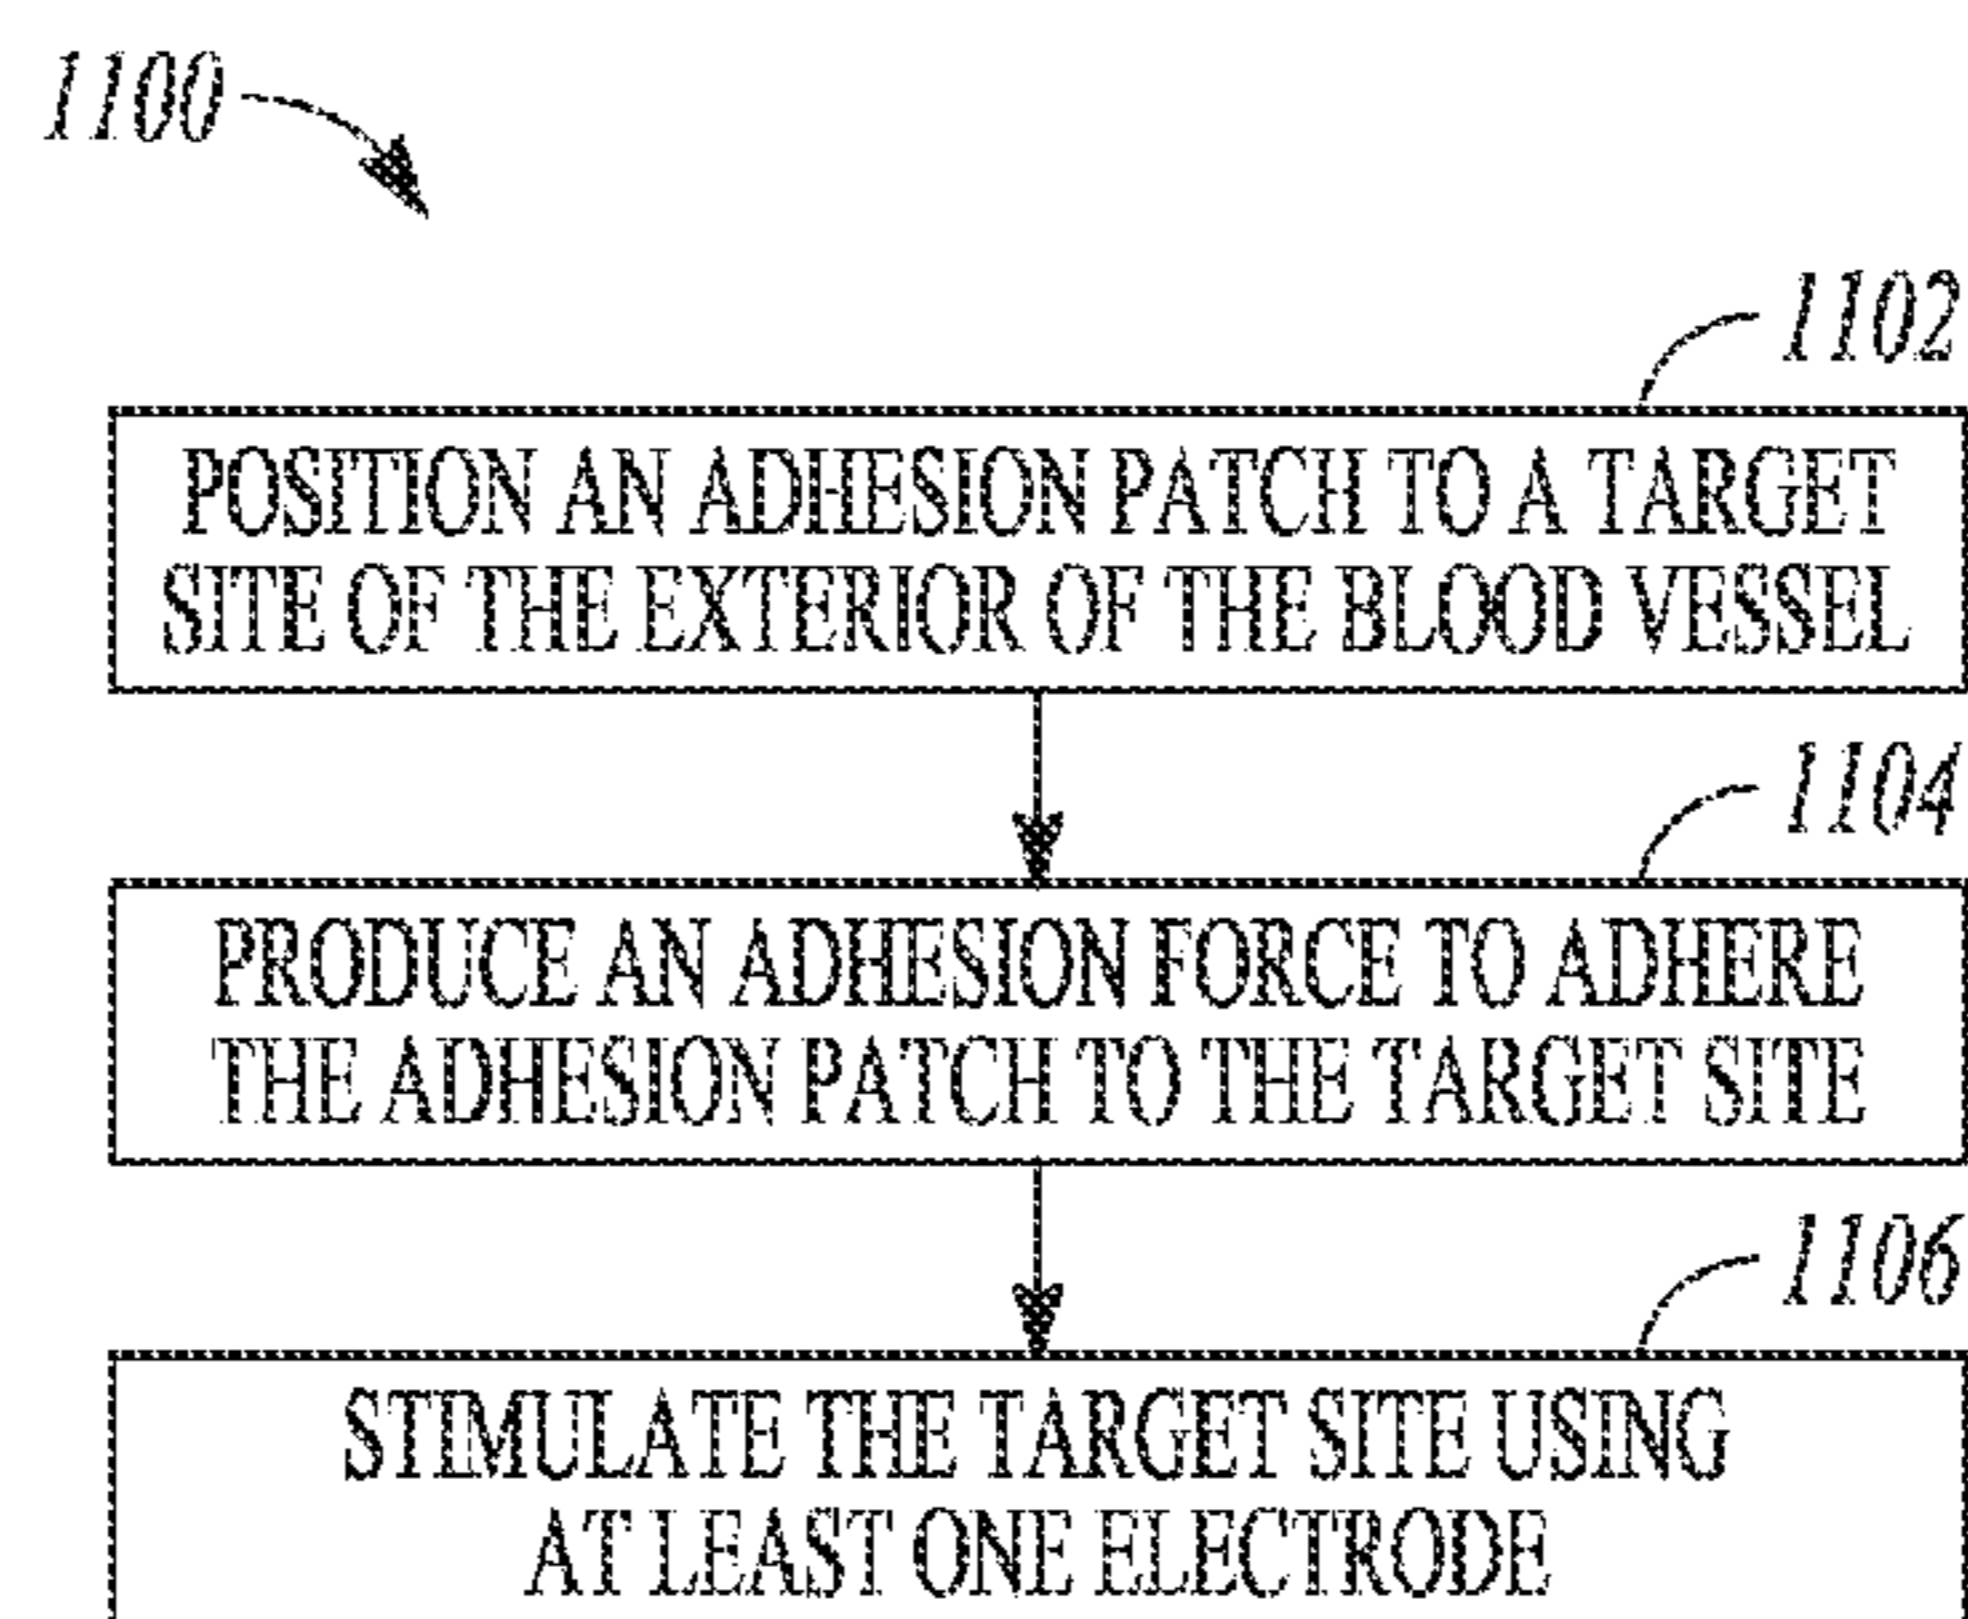 1100
1102
POSITION AN ADHESION PATCH TO A TARGET
SITE OF THE EXTERIOR OF THE BLOOD VESSEL
1104
PRODUCE AN ADHESION FORCE TO ADHERE
THE ADHESION PATCH TO THE TARGET SITE
1106
STIMULATE THE TARGET SITE USING
AT LEAST ONE ELECTRODE